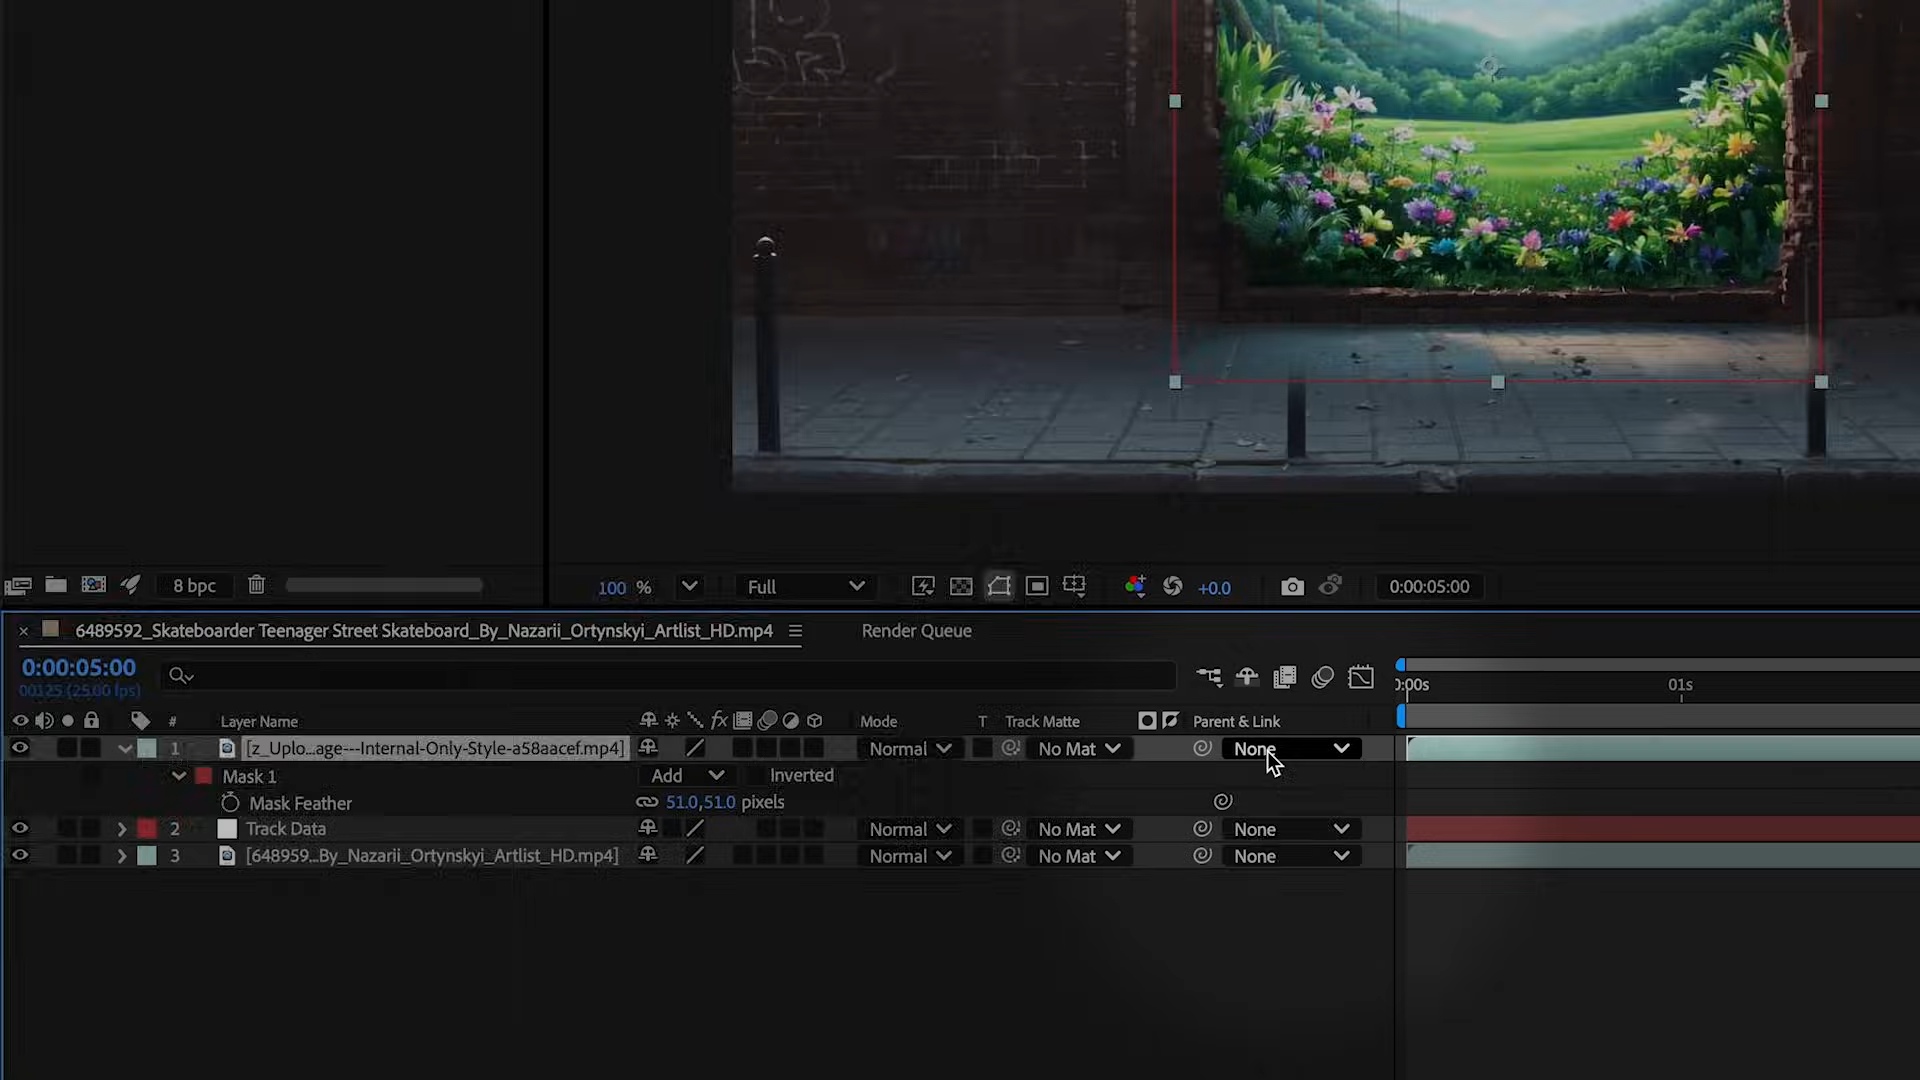 8 bpc
100 %
Full
+0.0
0:00:05:00
6489592_Skateboarder Teenager Street Skateboard_By_Nazarii_Ortynskyi_Artlist_HD.mp4
Render Queue
0:00:05:00
00125 (25.00 fps)
0:00s
01s
# Layer Name
fx
Mode
T Track Matte
Parent & Link
1 [z_Uplo...age---Internal-Only-Style-a58aacef.mp4]
Normal
No Mat
None
Mask 1
Add
Inverted
Mask Feather
51.0,51.0 pixels
2 Track Data
Normal
No Mat
None
3 [648959...By_Nazarii_Ortynskyi_Artlist_HD.mp4]
Normal
No Mat
None